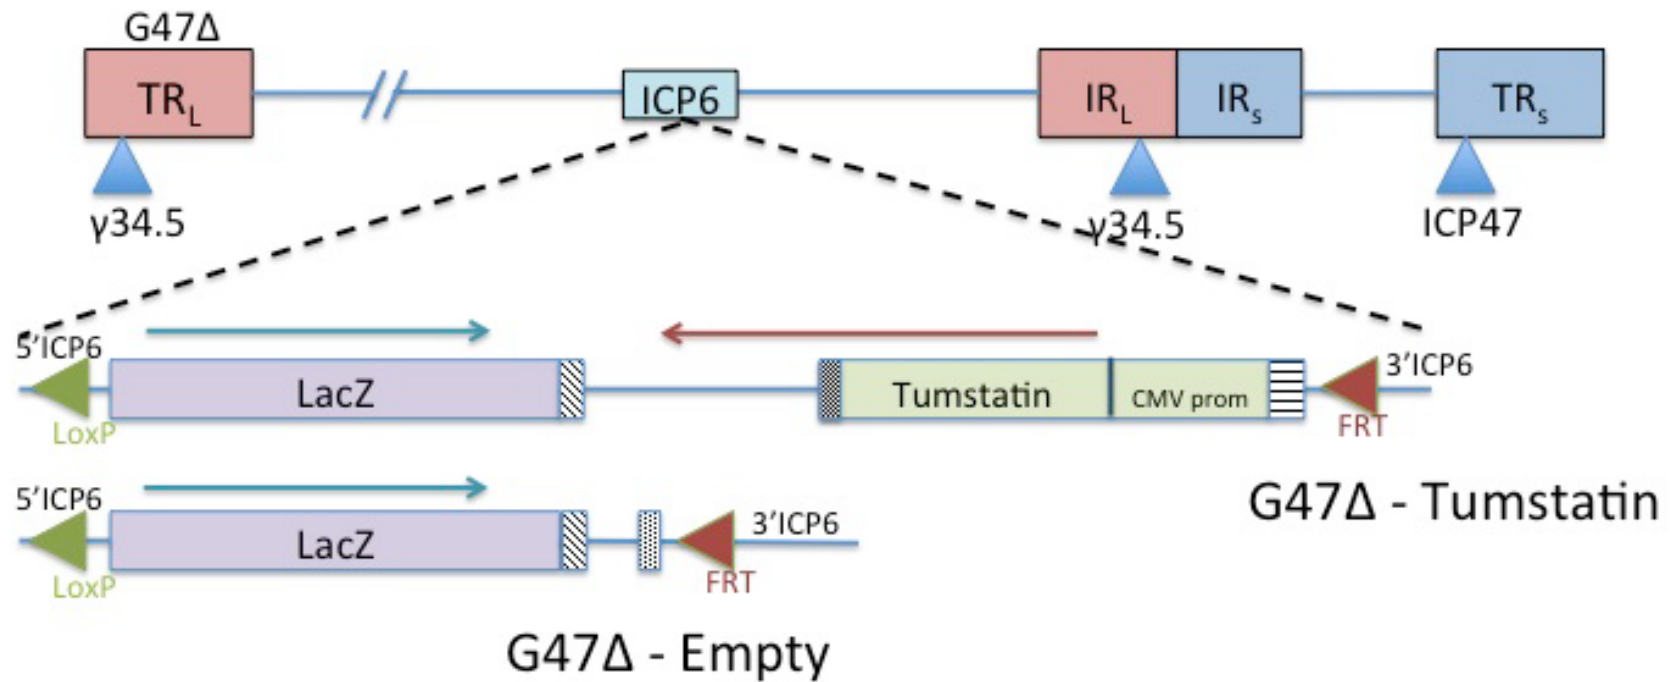 G47Δ
TRL
ICP6
IRL
IRs
TRs
γ34.5
γ34.5
ICP47
5'ICP6
LacZ
Tumstatin
CMV prom
3'ICP6
LoxP
FRT
G47Δ - Tumstatin
5'ICP6
LacZ
3'ICP6
LoxP
FRT
G47Δ - Empty